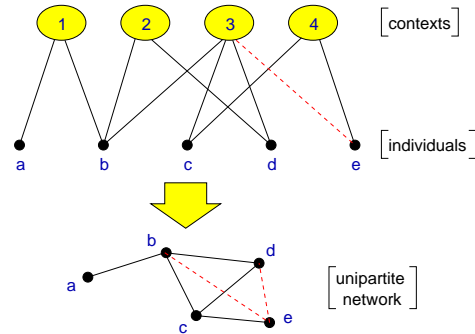 1 2 3 4 [contexts]
a b c d e [individuals]
b d
a
c e
[unipartite
network]